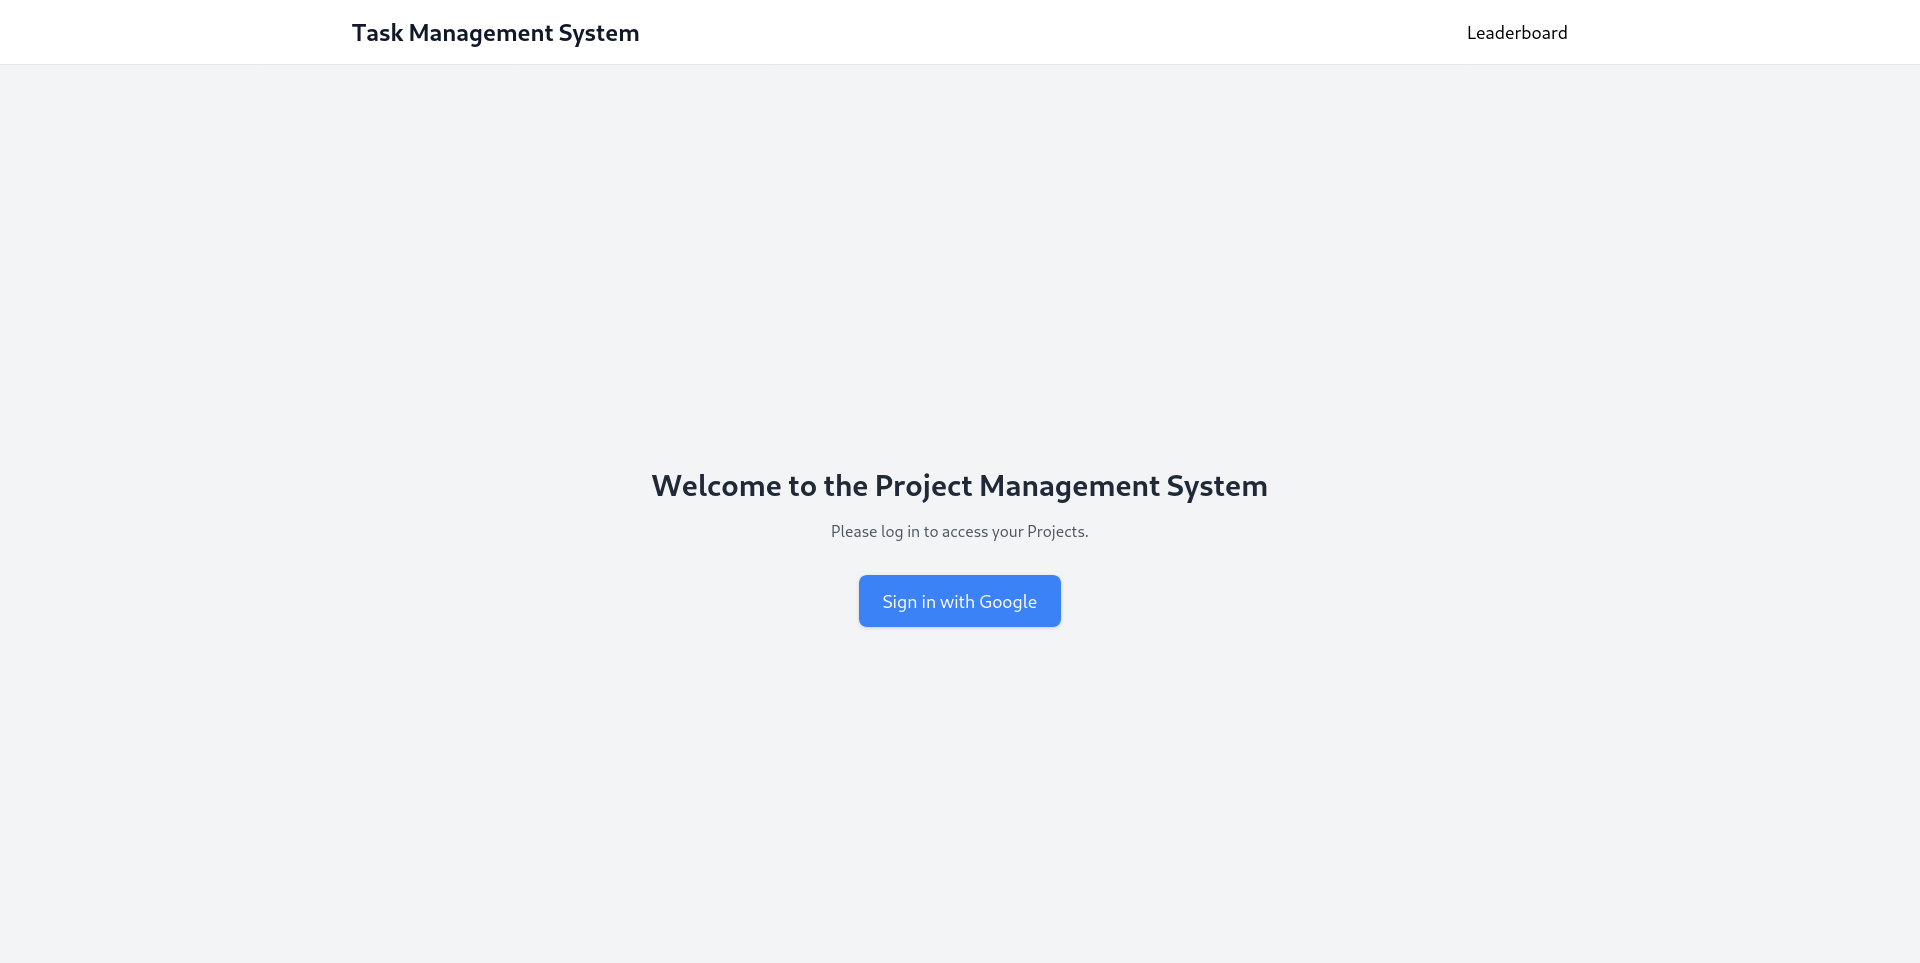 Task Management System
Leaderboard
Welcome to the Project Management System
Please log in to access your Projects.
Sign in with Google